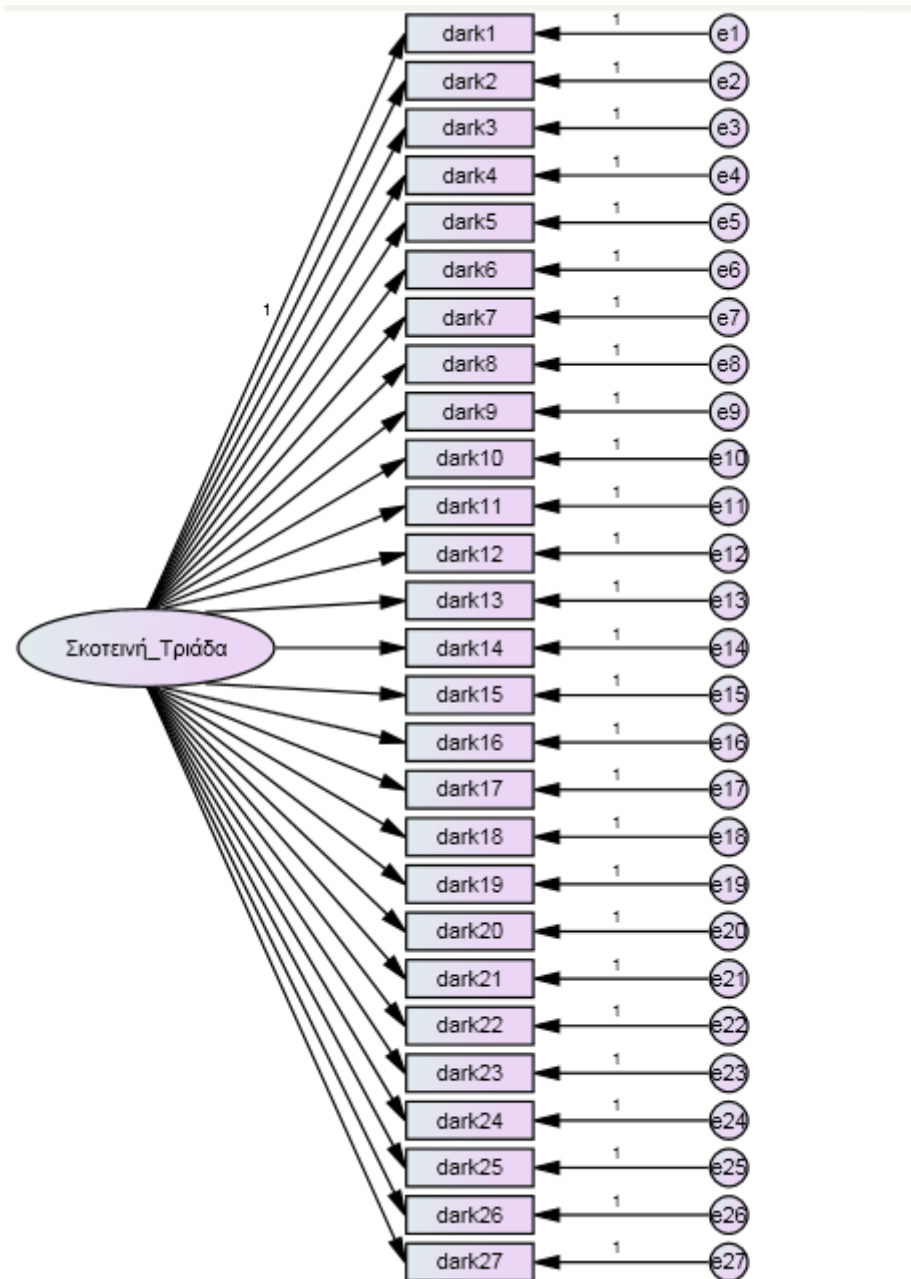 dark1 1 e1
dark2 1 e2
dark3 1 e3
dark4 1 e4
dark5 1 e5
dark6 1 e6
1 dark7 1 e7
dark8 1 e8
dark9 1 e9
dark10 1 e10
dark11 1 e11
dark12 1 e12
dark13 1 e13
Σκοτεινή_Τριάδα dark14 1 e14
dark15 1 e15
dark16 1 e16
dark17 1 e17
dark18 1 e18
dark19 1 e19
dark20 1 e20
dark21 1 e21
dark22 1 e22
dark23 1 e23
dark24 1 e24
dark25 1 e25
dark26 1 e26
dark27 1 e27